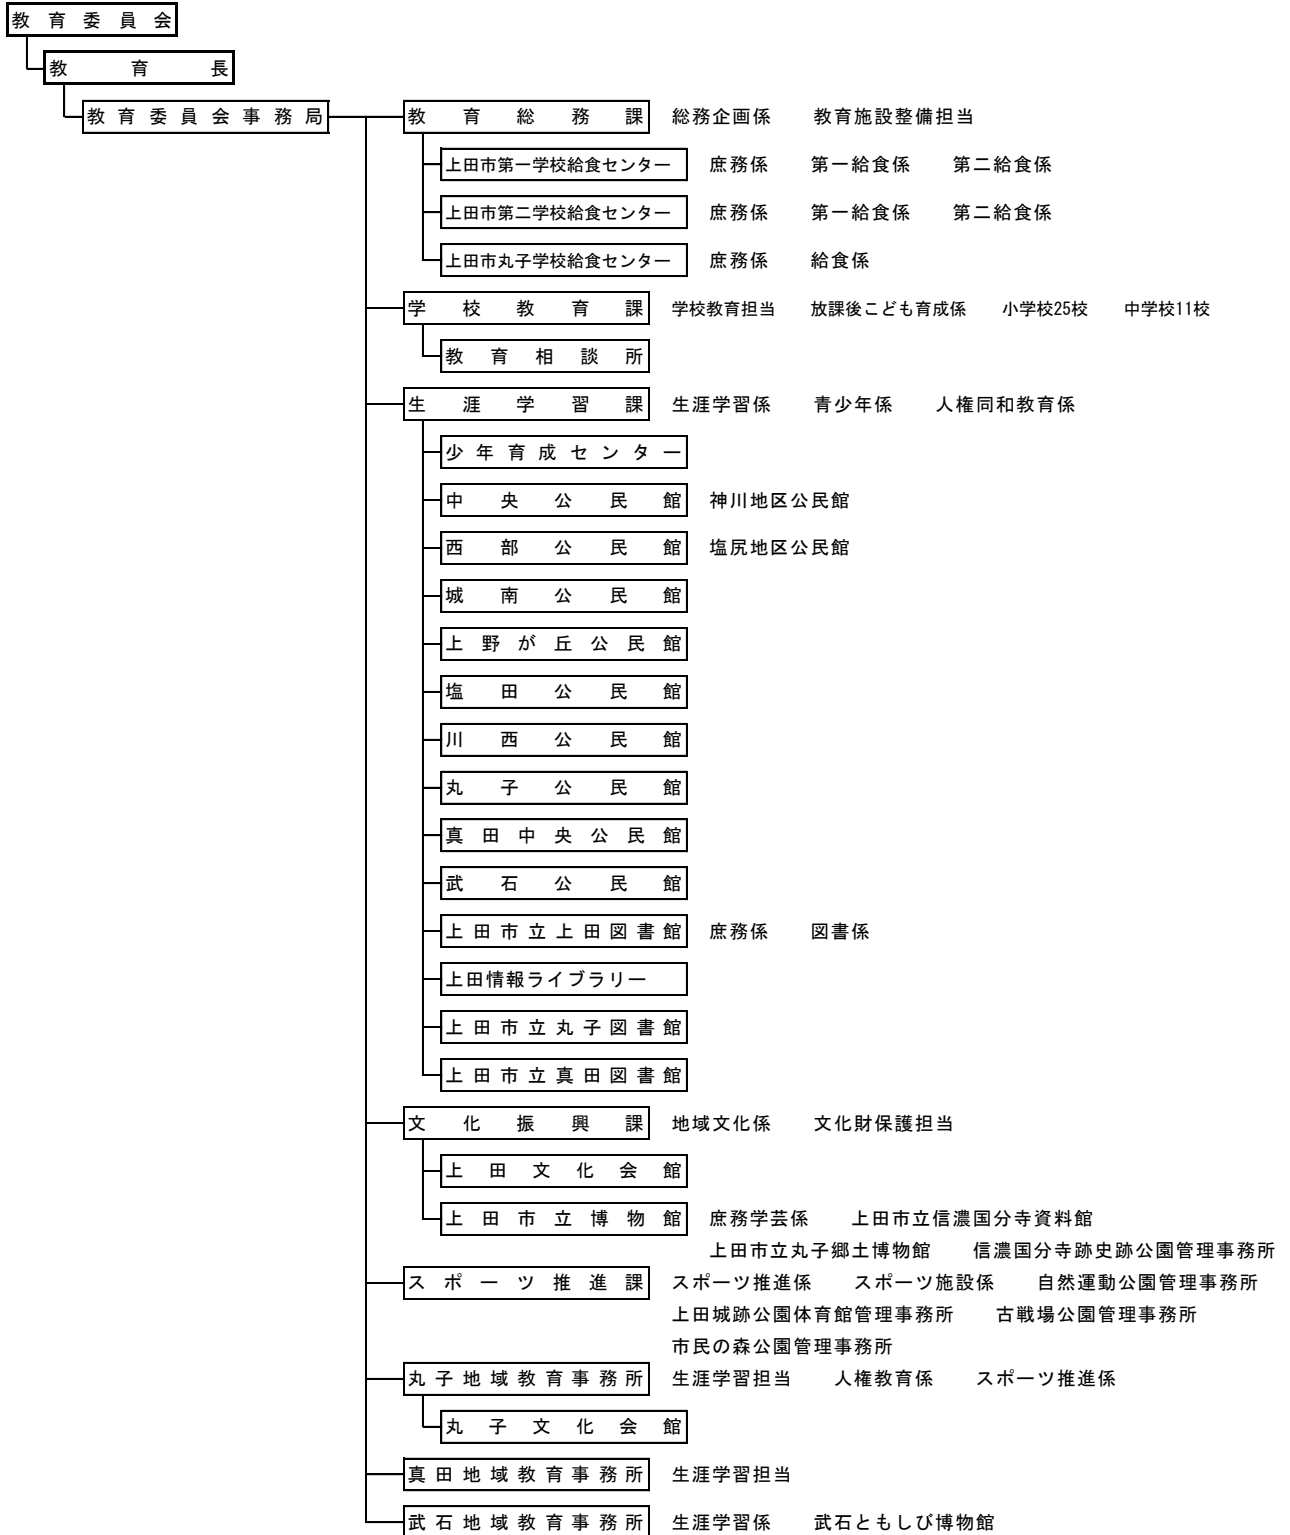 教育委員会
教育長
教育委員会事務局 教育総務課 総務企画係 教育施設整備担当
上田市第一学校給食センター 庶務係 第一給食係 第二給食係
上田市第二学校給食センター 庶務係 第一給食係 第二給食係
上田市丸子学校給食センター 庶務係 給食係
学校教育課 学校教育担当 放課後こども育成係 小学校25校 中学校11校
教育相談所
生涯学習課 生涯学習係 青少年係 人権同和教育係
少年育成センター
中央公民館 神川地区公民館
西部公民館 塩尻地区公民館
城南公民館
上野が丘公民館
塩田公民館
川西公民館
丸子公民館
真田中央公民館
武石公民館
上田市立上田図書館 庶務係 図書係
上田情報ライブラリー
上田市立丸子図書館
上田市立真田図書館
文化振興課 地域文化係 文化財保護担当
上田文化会館
上田市立博物館 庶務学芸係 上田市立信濃国分寺資料館
上田市立丸子郷土博物館 信濃国分寺跡史跡公園管理事務所
スポーツ推進課 スポーツ推進係 スポーツ施設係 自然運動公園管理事務所
上田城跡公園体育館管理事務所 古戦場公園管理事務所
市民の森公園管理事務所
丸子地域教育事務所 生涯学習担当 人権教育係 スポーツ推進係
丸子文化会館
真田地域教育事務所 生涯学習担当
武石地域教育事務所 生涯学習係 武石ともしび博物館